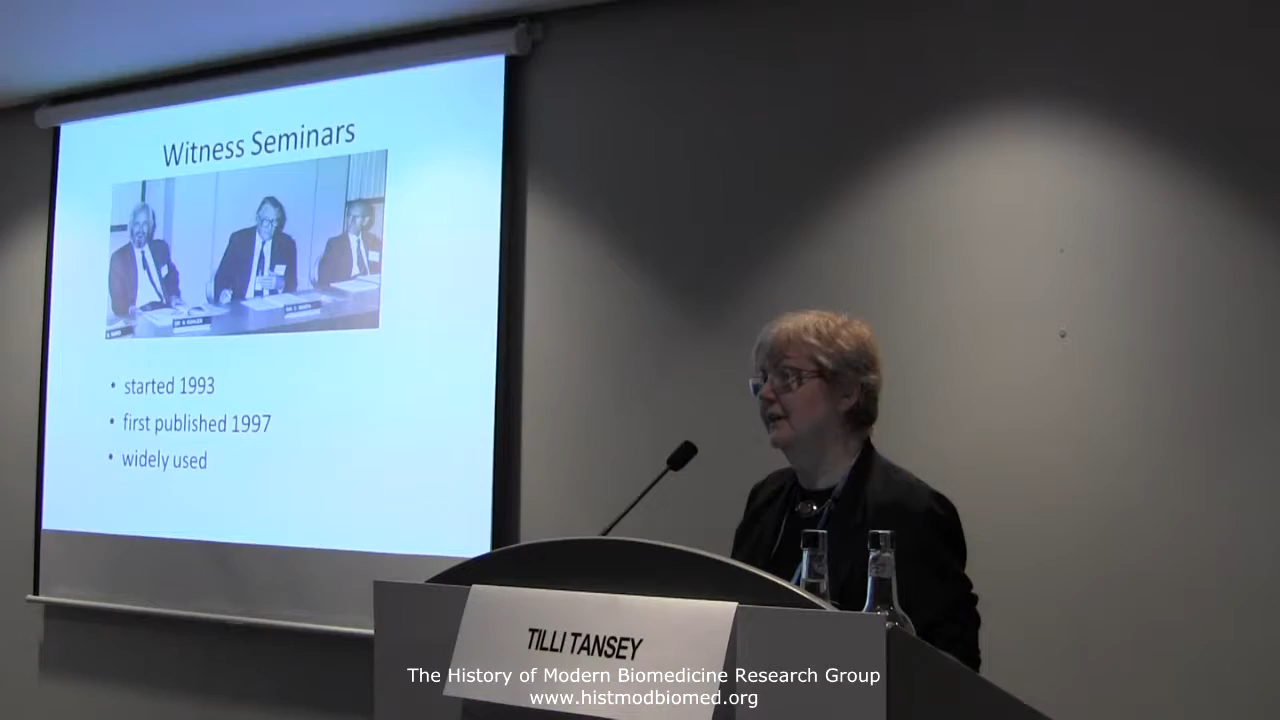 Witness Seminars
• started 1993
• first published 1997
• widely used
TILLI TANSEY
The History of Modern Biomedicine Research Group
www.histmodbiomed.org